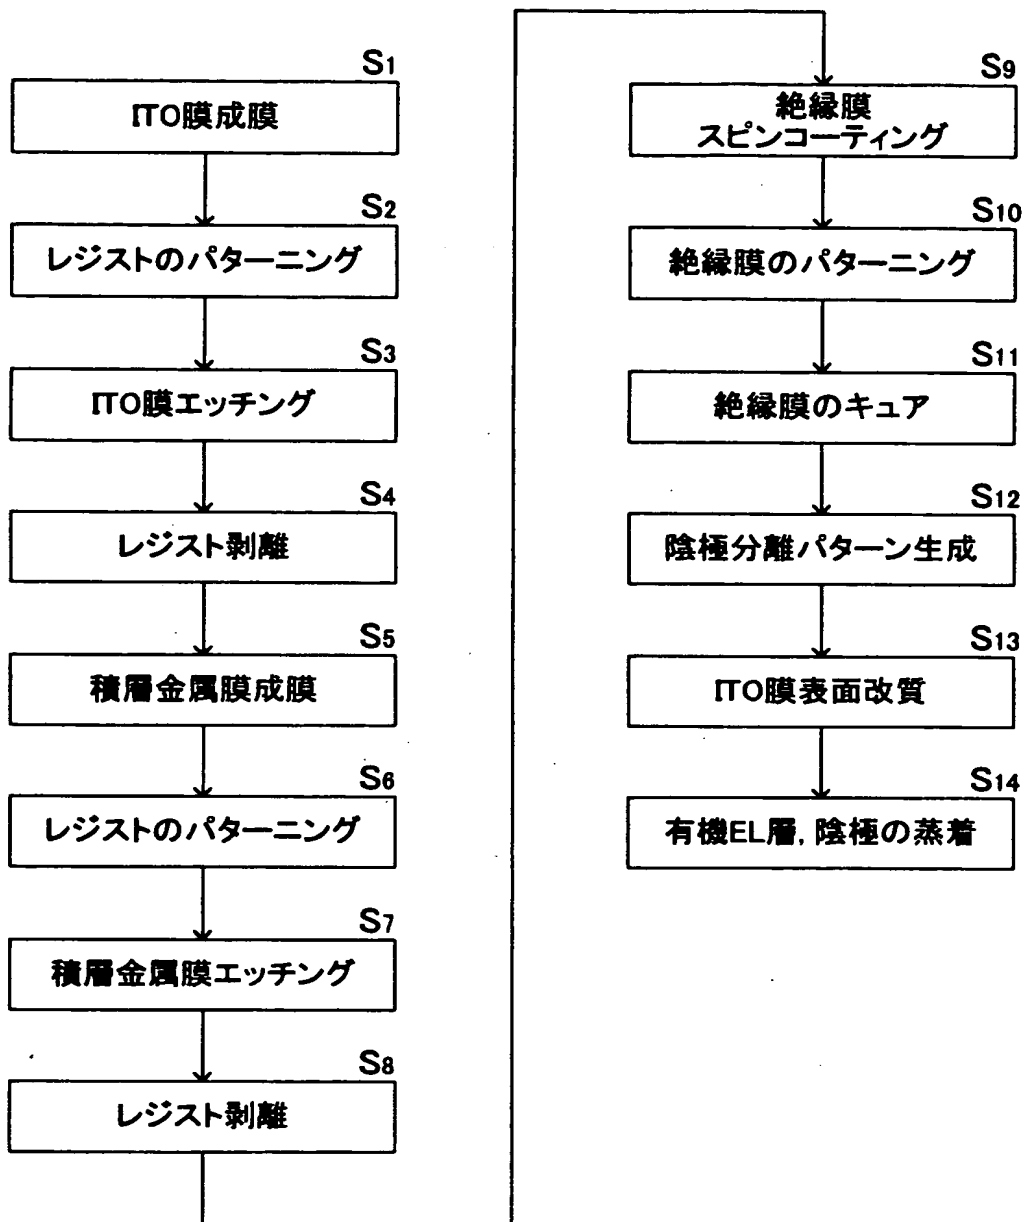 S1
ITO膜成膜
S2
レジストのパターニング
S3
ITO膜エッチング
S4
レジスト剥離
S5
積層金属膜成膜
S6
レジストのパターニング
S7
積層金属膜エッチング
S8
レジスト剥離
S9
絶縁膜
スピンコーティング
S10
絶縁膜のパターニング
S11
絶縁膜のキュア
S12
陰極分離パターン生成
S13
ITO膜表面改質
S14
有機EL層, 陰極の蒸着